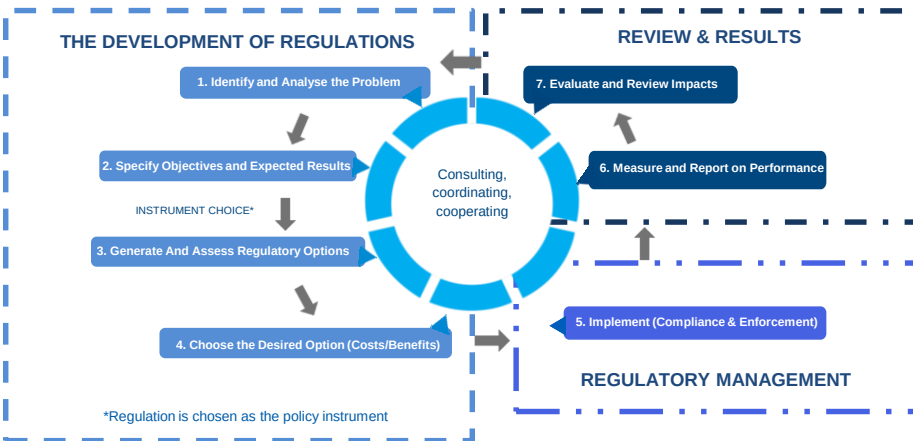 THE DEVELOPMENT OF REGULATIONS
1. Identify and Analyse the Problem
2. Specify Objectives and Expected Results
INSTRUMENT CHOICE*
3. Generate And Assess Regulatory Options
4. Choose the Desired Option (Costs/Benefits)
*Regulation is chosen as the policy instrument
Consulting,
coordinating,
cooperating
REVIEW & RESULTS
7. Evaluate and Review Impacts
6. Measure and Report on Performance
5. Implement (Compliance & Enforcement)
REGULATORY MANAGEMENT